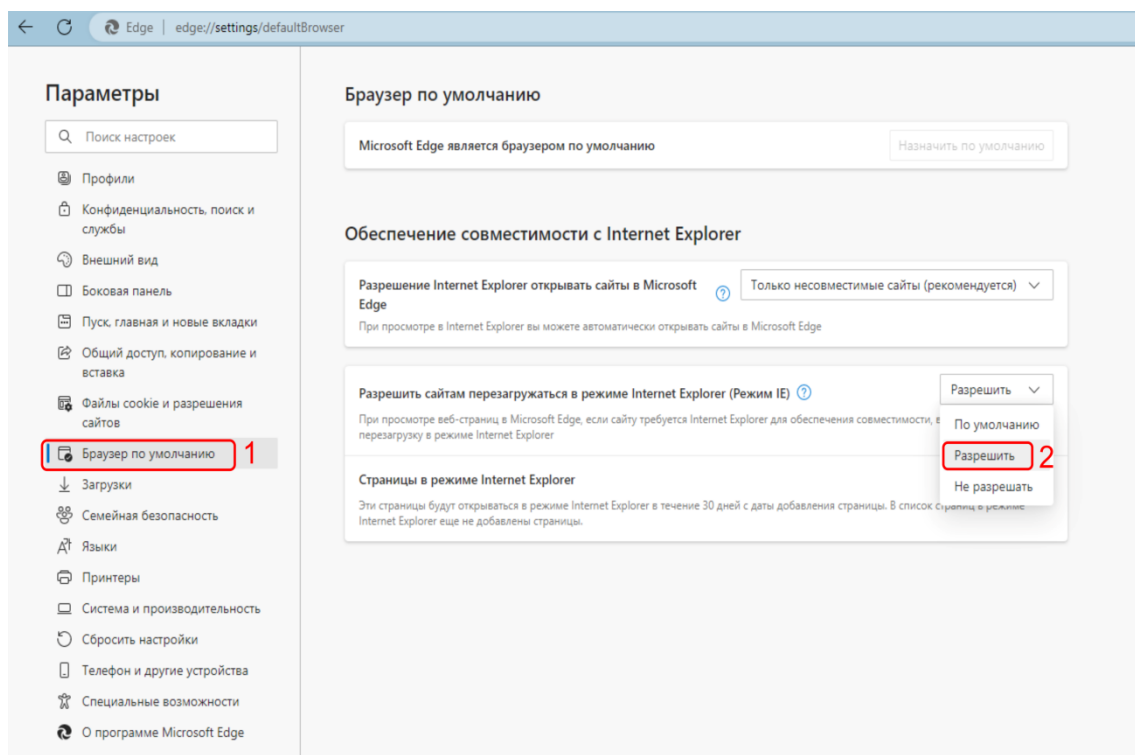 Edge | edge://settings/defaultBrowser
Параметры
Поиск настроек
Профили
Конфиденциальность, поиск и
службы
Внешний вид
Боковая панель
Пуск, главная и новые вкладки
Общий доступ, копирование и
вставка
Файлы cookie и разрешения
сайтов
Браузер по умолчанию 1
Загрузки
Семейная безопасность
Языки
Принтеры
Система и производительность
Сбросить настройки
Телефон и другие устройства
Специальные возможности
О программе Microsoft Edge
Браузер по умолчанию
Microsoft Edge является браузером по умолчанию
Назначить по умолчанию
Обеспечение совместимости с Internet Explorer
Разрешение Internet Explorer открывать сайты в Microsoft
Edge
Только несовместимые сайты (рекомендуется)
При просмотре в Internet Explorer вы можете автоматически открывать сайты в Microsoft Edge
Разрешить сайтам перезагружаться в режиме Internet Explorer (Режим IE)
Разрешить
При просмотре веб-страниц в Microsoft Edge, если сайту требуется Internet Explorer для обеспечения совместимости, в
перезагрузку в режиме Internet Explorer
По умолчанию
Разрешить 2
Не разрешать
Страницы в режиме Internet Explorer
Эти страницы будут открываться в режиме Internet Explorer в течение 30 дней с даты добавления страницы. В список страниц в режиме
Internet Explorer еще не добавлены страницы.